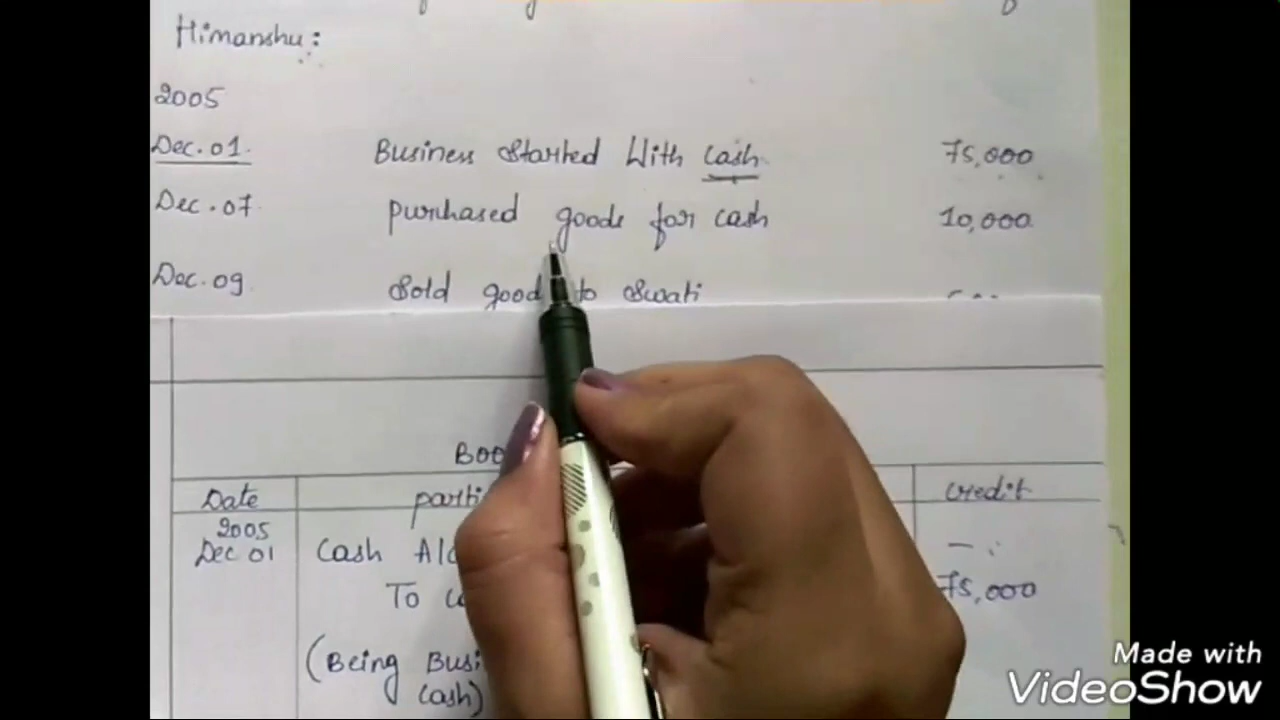 Himanshu:
2005
Dec. 01 Business Started With cash 75,000
Dec. 07 purchased goods for cash 10,000
Dec. 09 Sold good to Swati
Date credit
2005
Dec 01 Cash
To 75,000
(Being
cash)
Made with
VideoShow